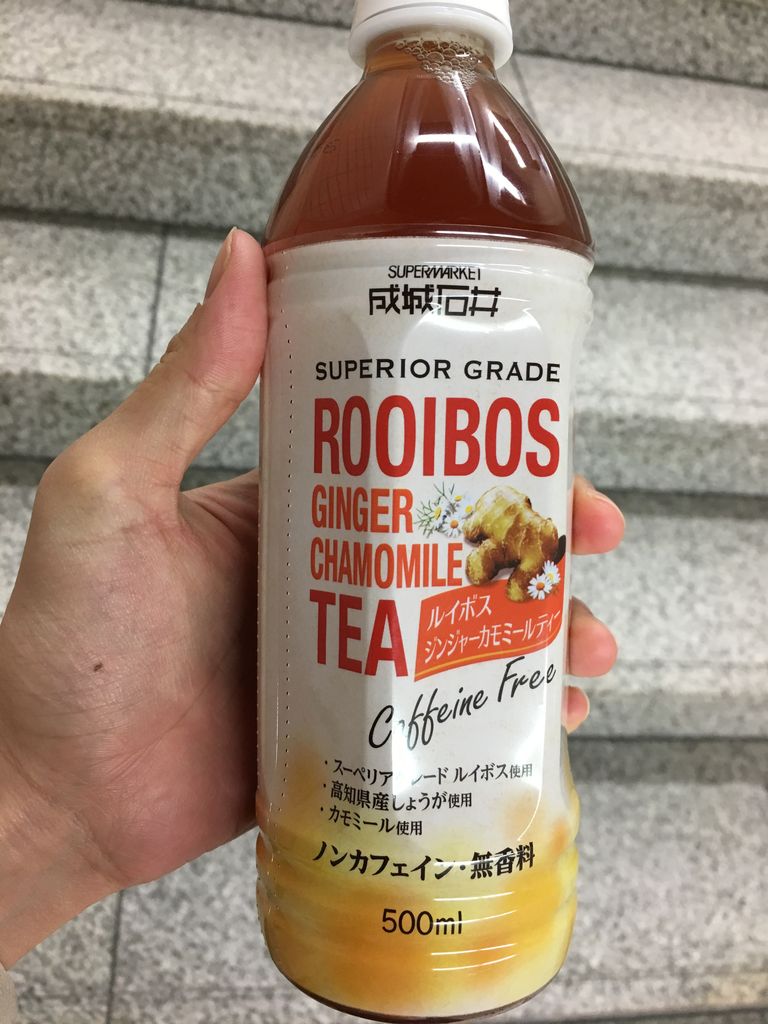 SUPERMARKET
成城石井
SUPERIOR GRADE
ROOIBOS
GINGER
CHAMOMILE
TEA
ルイボス
ジンジャーカモミールティー
Caffeine Free
・スーペリアグレード ルイボス使用
・高知県産しょうが使用
・カモミール使用
ノンカフェイン・無香料
500ml